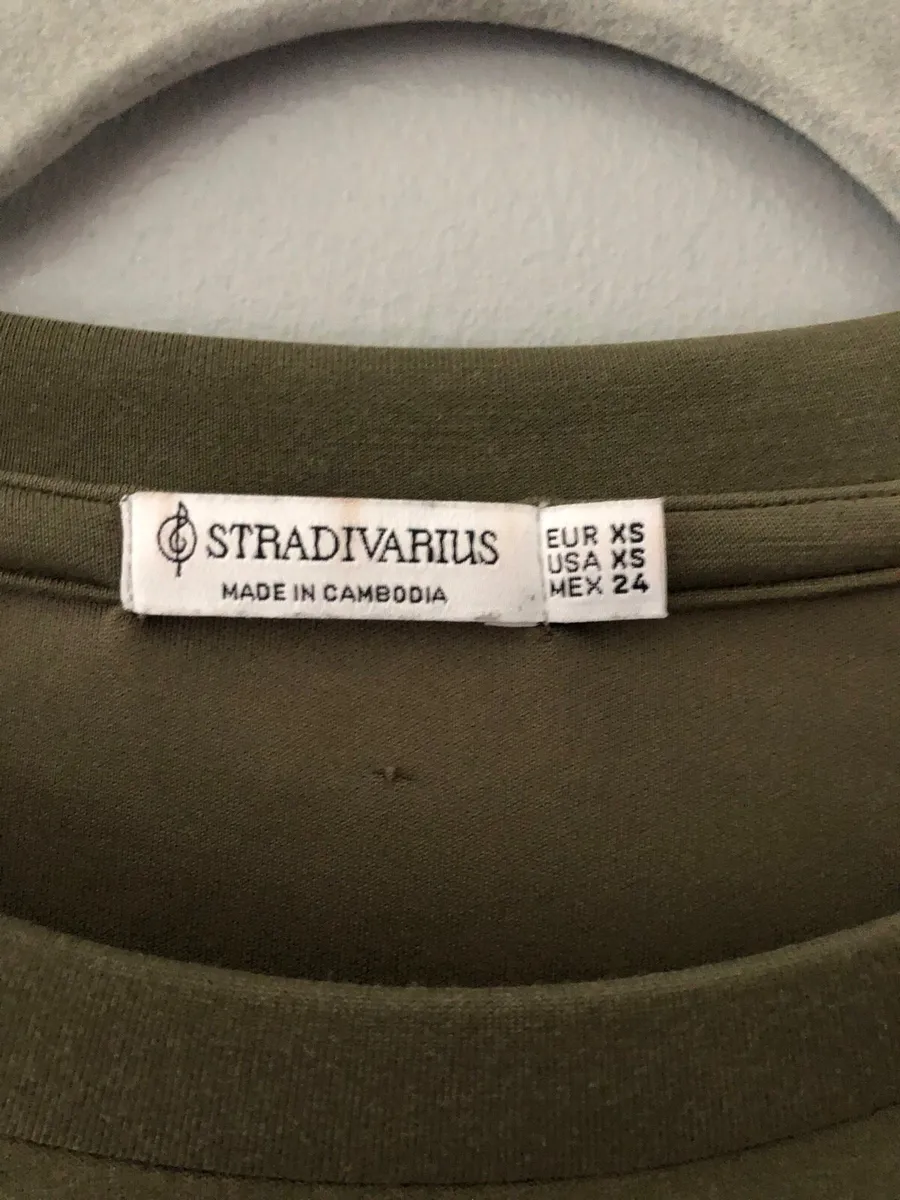 STRADIVARIUS
MADE IN CAMBODIA
EUR XS
USA XS
MEX 24